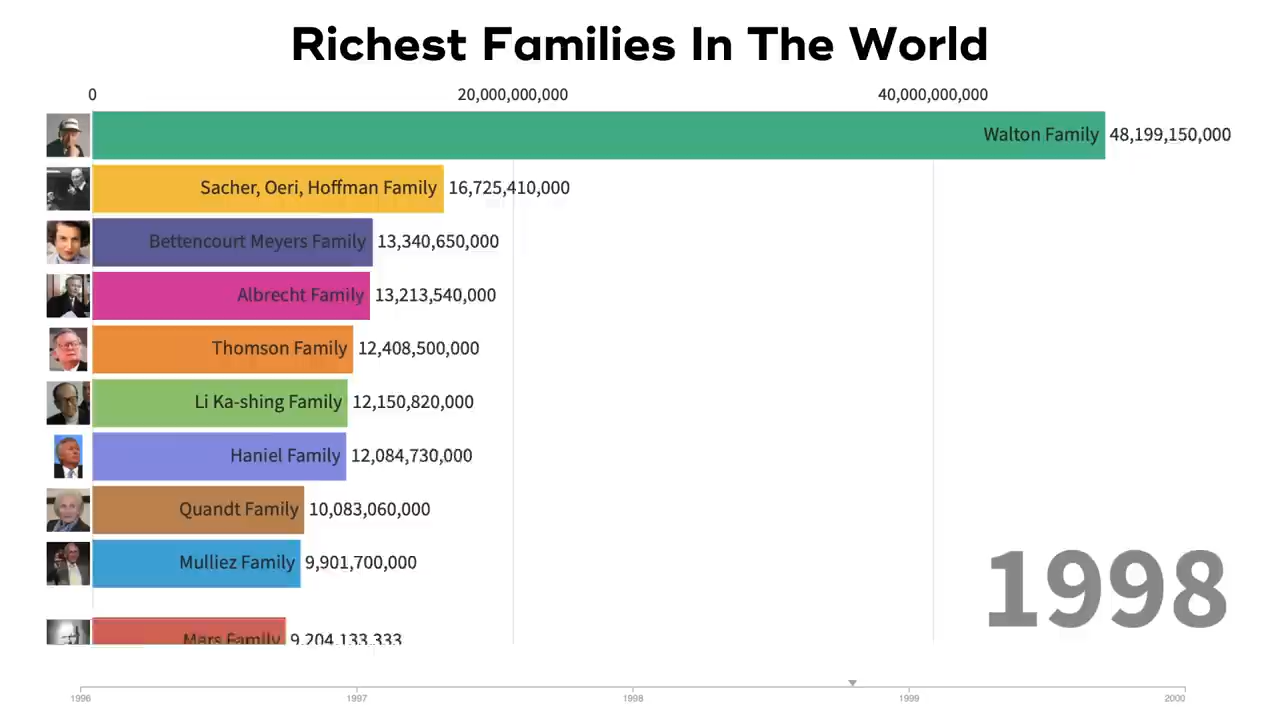 Richest Families In The World
0 20,000,000,000 40,000,000,000
Walton Family 48,199,150,000
Sacher, Oeri, Hoffman Family 16,725,410,000
Bettencourt Meyers Family 13,340,650,000
Albrecht Family 13,213,540,000
Thomson Family 12,408,500,000
Li Ka-shing Family 12,150,820,000
Haniel Family 12,084,730,000
Quandt Family 10,083,060,000
Mulliez Family 9,901,700,000
Mars Family 9,204,133,333
1998
1996 1997 1998 1999 2000